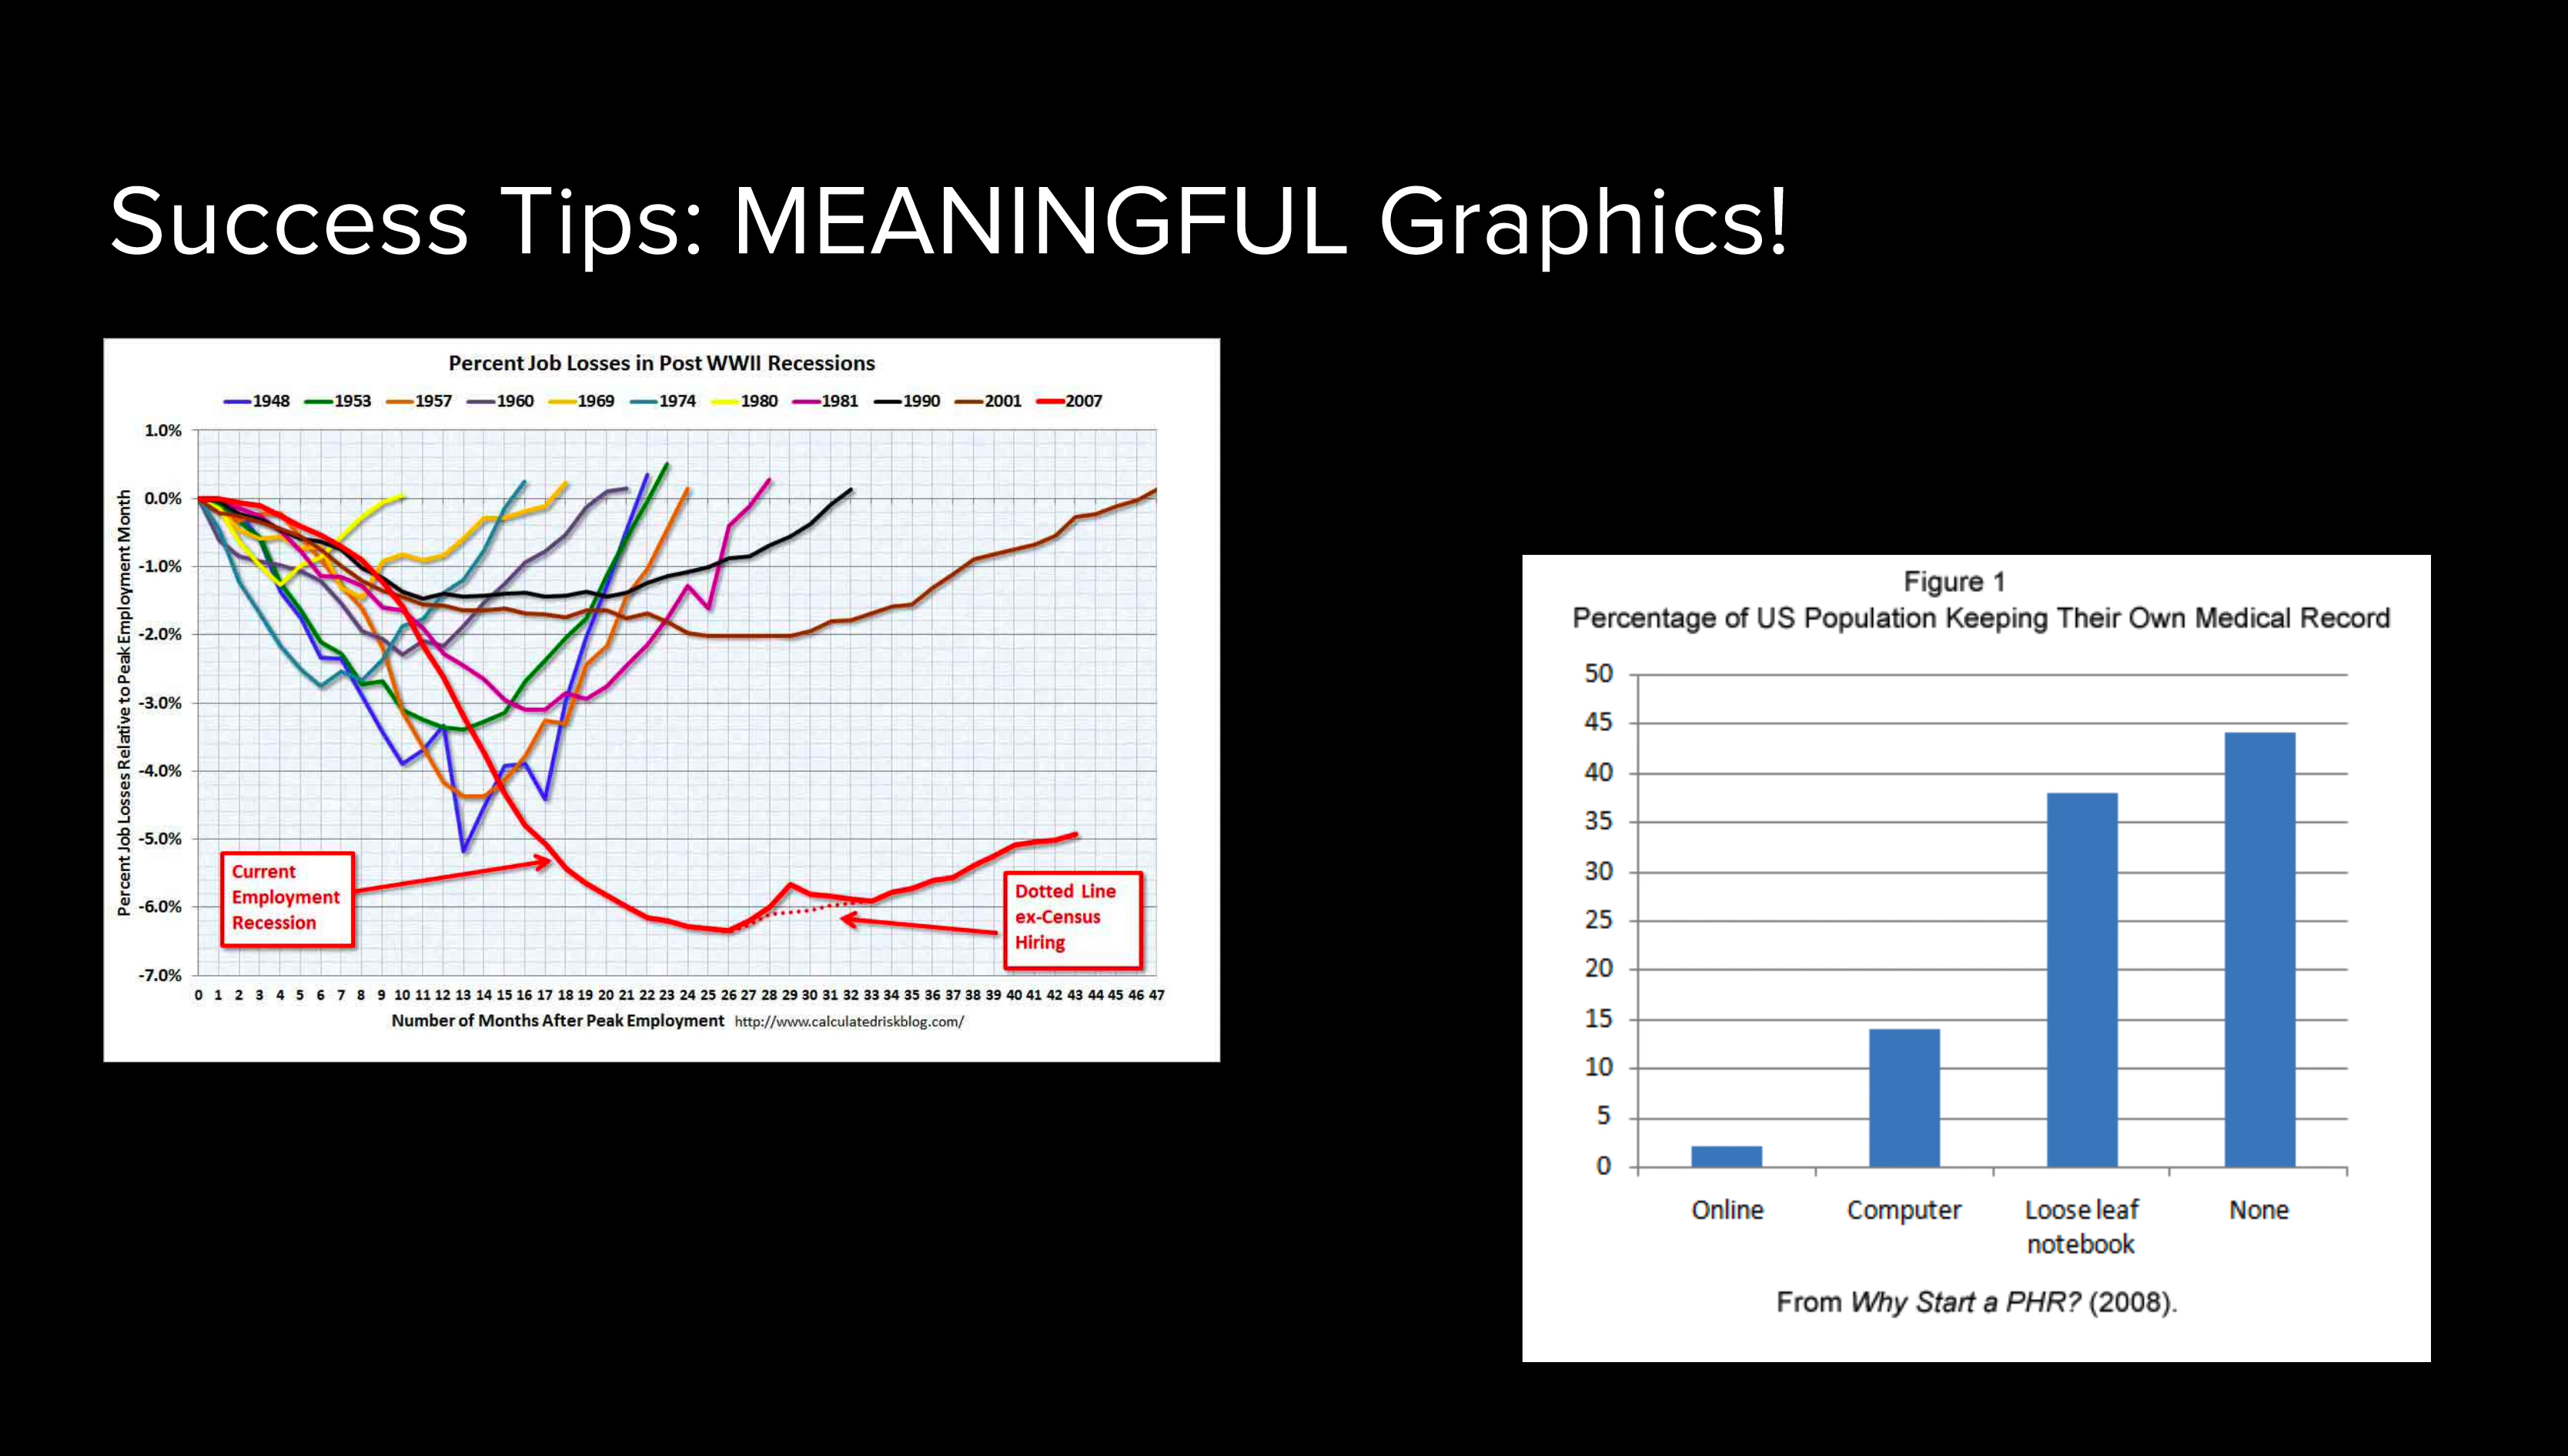 Success Tips: MEANINGFUL Graphics!
Percent Job Losses in Post WWII Recessions
1948 1953 1957 1960 1969 1974 1980 1981 1990 2001 2007
Percent Job Losses Relative to Peak Employment Month
1.0%
0.0%
-1.0%
-2.0%
-3.0%
-4.0%
-5.0%
-6.0%
-7.0%
Current
Employment
Recession
Dotted Line
ex-Census
Hiring
0 1 2 3 4 5 6 7 8 9 10 11 12 13 14 15 16 17 18 19 20 21 22 23 24 25 26 27 28 29 30 31 32 33 34 35 36 37 38 39 40 41 42 43 44 45 46 47
Number of Months After Peak Employment http://www.calculatedriskblog.com/
Figure 1
Percentage of US Population Keeping Their Own Medical Record
50
45
40
35
30
25
20
15
10
5
0
Online Computer Loose leaf None
notebook
From Why Start a PHR? (2008).